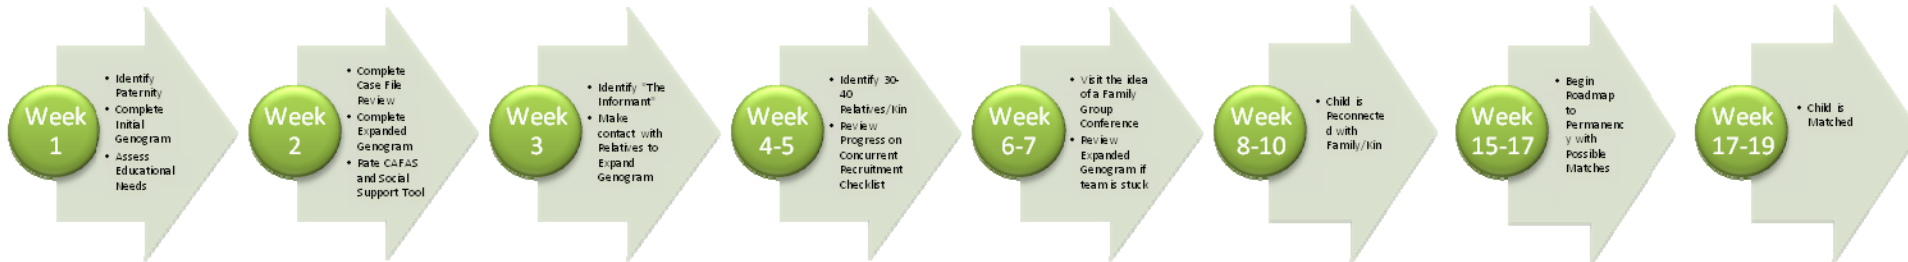 Week
1
• Identify
Paternity
• Complete
Initial
Genogram
• Assess
Educational
Needs
Week
2
• Complete
Case File
Review
• Complete
Expanded
Genogram
• Rate CAFAS
and Social
Support Tool
Week
3
• Identify "The
Informant"
• Make
contact with
Relatives to
Expand
Genogram
Week
4-5
• Identify 30-
40
Relatives/Kin
• Review
Progress on
Concurrent
Recruitment
Checklist
Week
6-7
• Visit the idea
of a Family
Group
Conference
• Review
Expanded
Genogram if
team is stuck
Week
8-10
• Child is
Reconnecte
d with
Family/Kin
Week
15-17
• Begin
Roadmap
to
Permanenc
y with
Possible
Matches
Week
17-19
• Child is
Matched